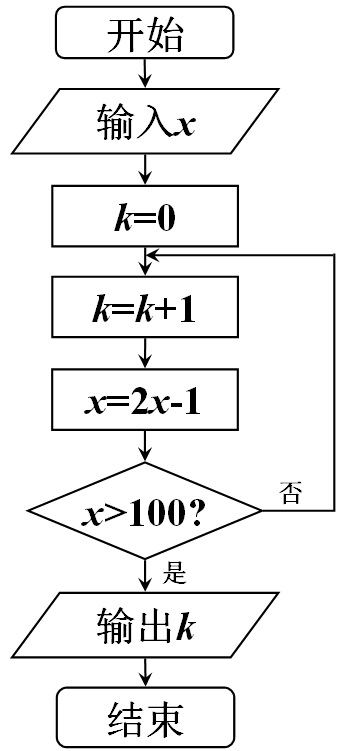 开始
输入x
k=0
k=k+1
x=2x-1
x>100?
否
是
输出k
结束